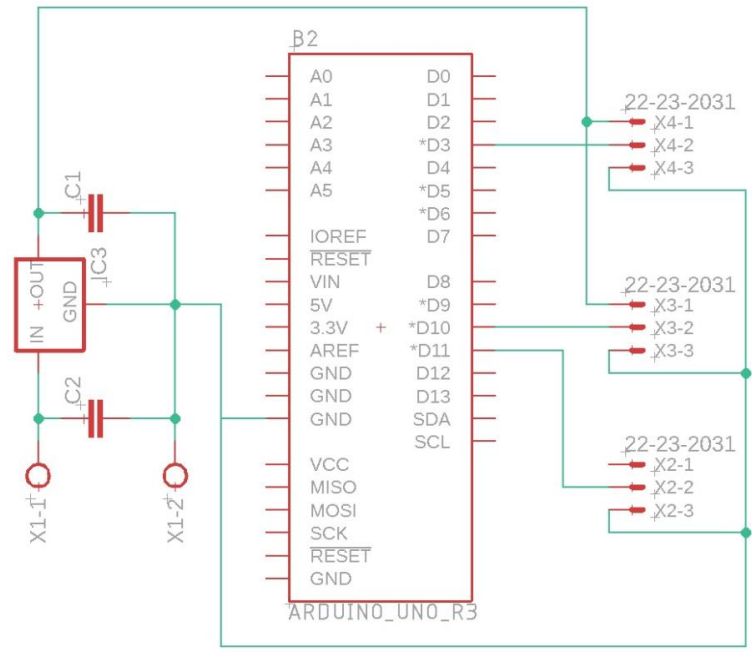 B2
A0
A1
A2
A3
A4
A5
IOREF
RESET
VIN
5V
3.3V
AREF
GND
GND
GND
VCC
MISO
MOSI
SCK
RESET
GND
D0
D1
D2
*D3
D4
*D5
*D6
D7
D8
*D9
*D10
*D11
D12
D13
SDA
SCL
ARDUINO_UNO_R3
C1
IC3
OUT
GND
IN
C2
X1-1
X1-2
22-23-2031
X4-1
X4-2
X4-3
22-23-2031
X3-1
X3-2
X3-3
22-23-2031
X2-1
X2-2
X2-3